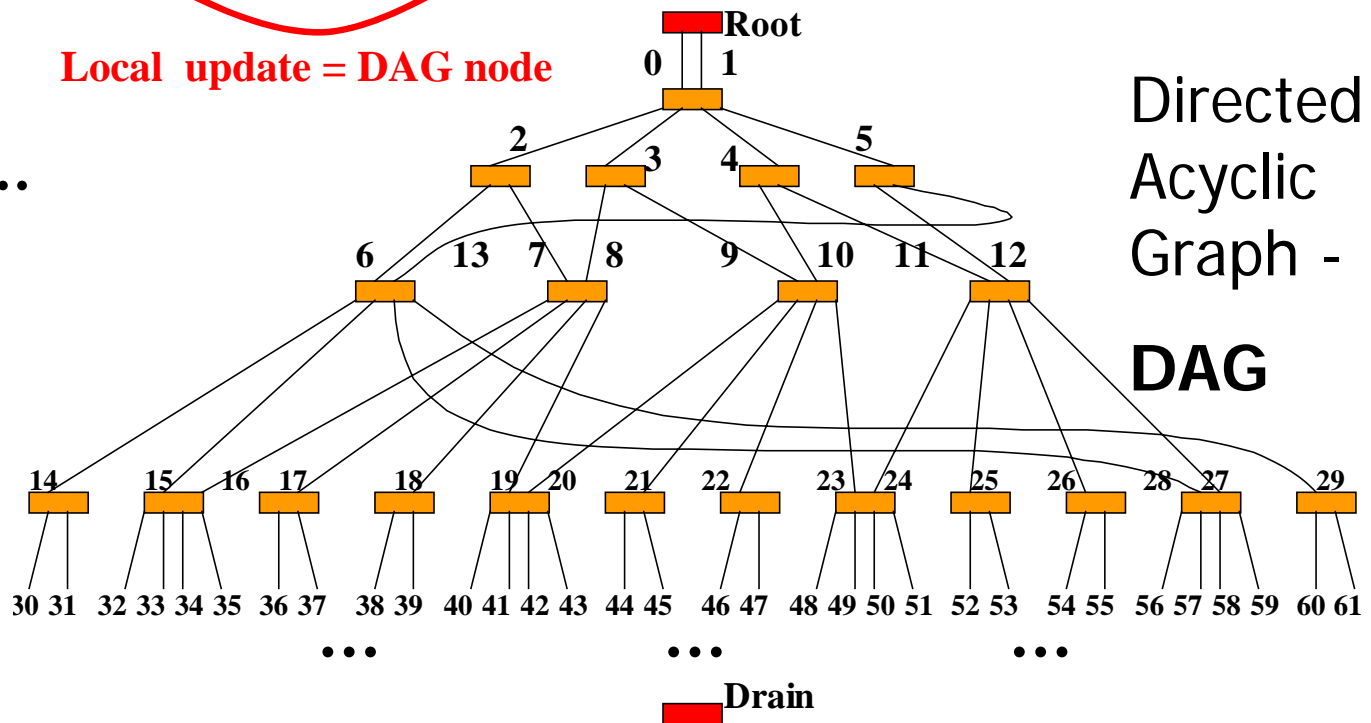 Root
Local update = DAG node
0 1
Directed
Acyclic
Graph -
DAG
2 3 4 5
...
6 13 7 8 9 10 11 12
14 15 16 17 18 19 20 21 22 23 24 25 26 28 27 29
30 31 32 33 34 35 36 37 38 39 40 41 42 43 44 45 46 47 48 49 50 51 52 53 54 55 56 57 58 59 60 61
... ... ...
Drain